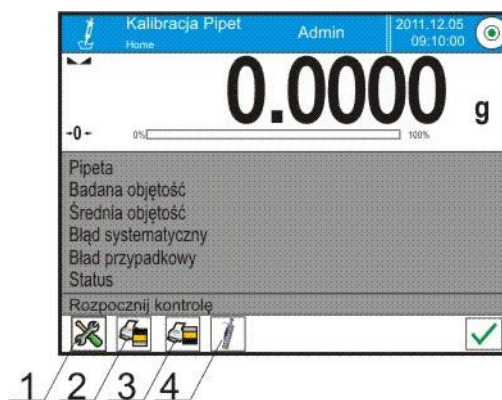 Kalibracja Pipet
Home
Admin
2011.12.05
09:10:00
0.0000 g
-0-
0% 100%
Pipeta
Badana objętość
Średnia objętość
Błąd systematyczny
Bład przypadkowy
Status
Rozpocznij kontrolę
1 2 3 4